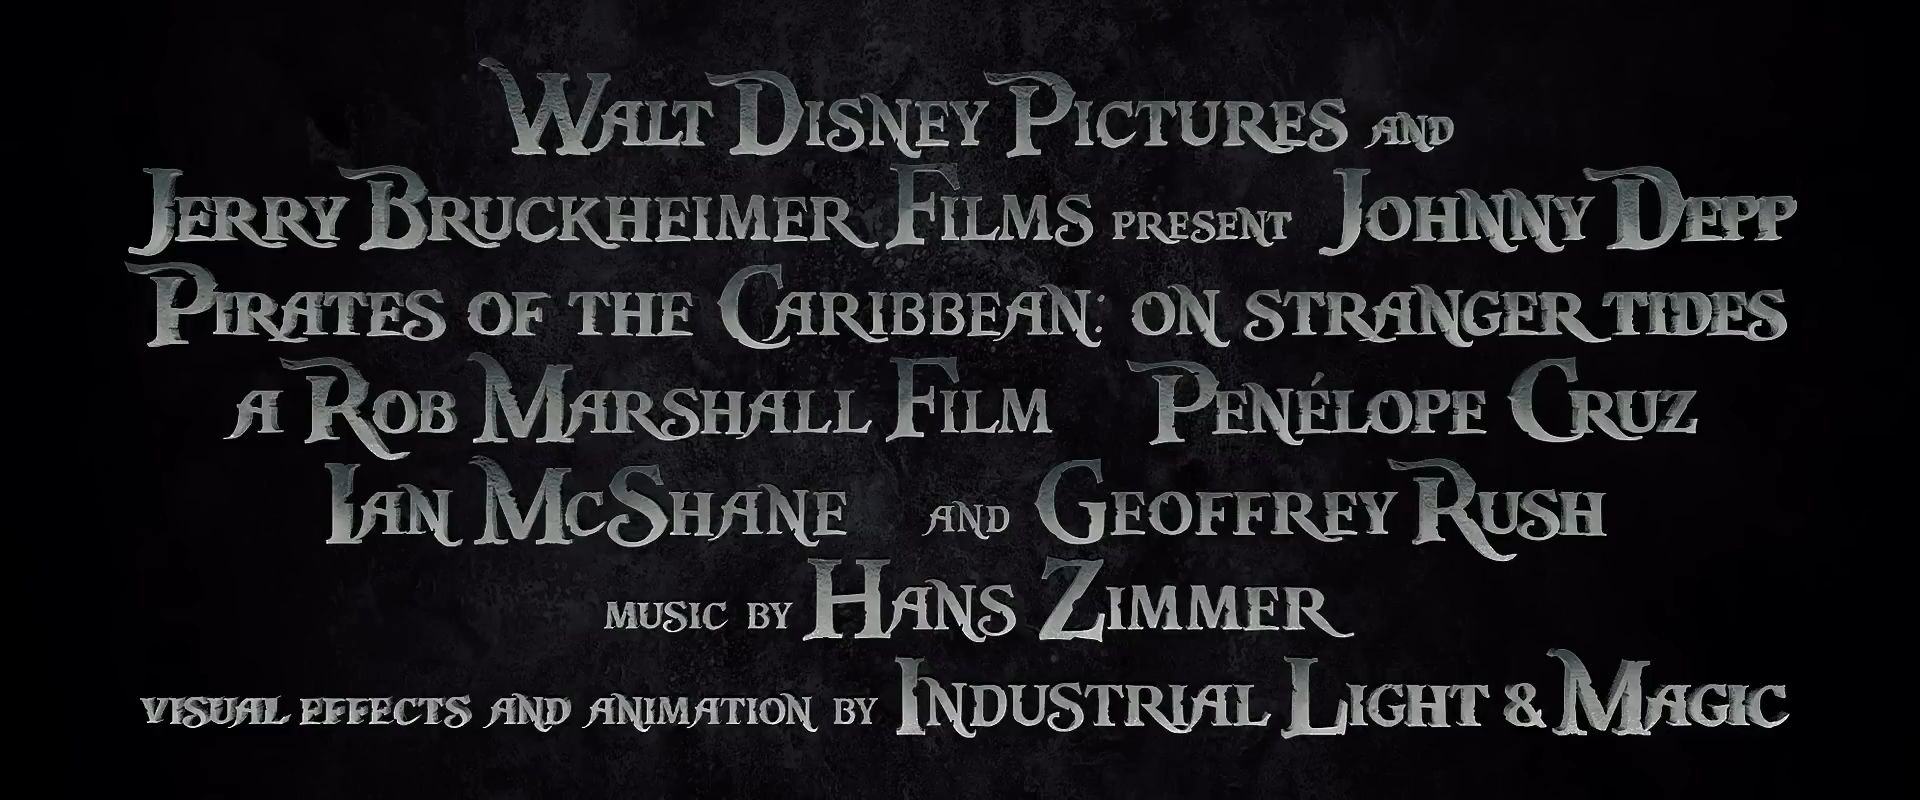 Walt Disney Pictures and
Jerry Bruckheimer Films present Johnny Depp
Pirates of the Caribbean: on stranger tides
a Rob Marshall Film Penélope Cruz
Ian McShane and Geoffrey Rush
music by Hans Zimmer
visual effects and animation by Industrial Light & Magic